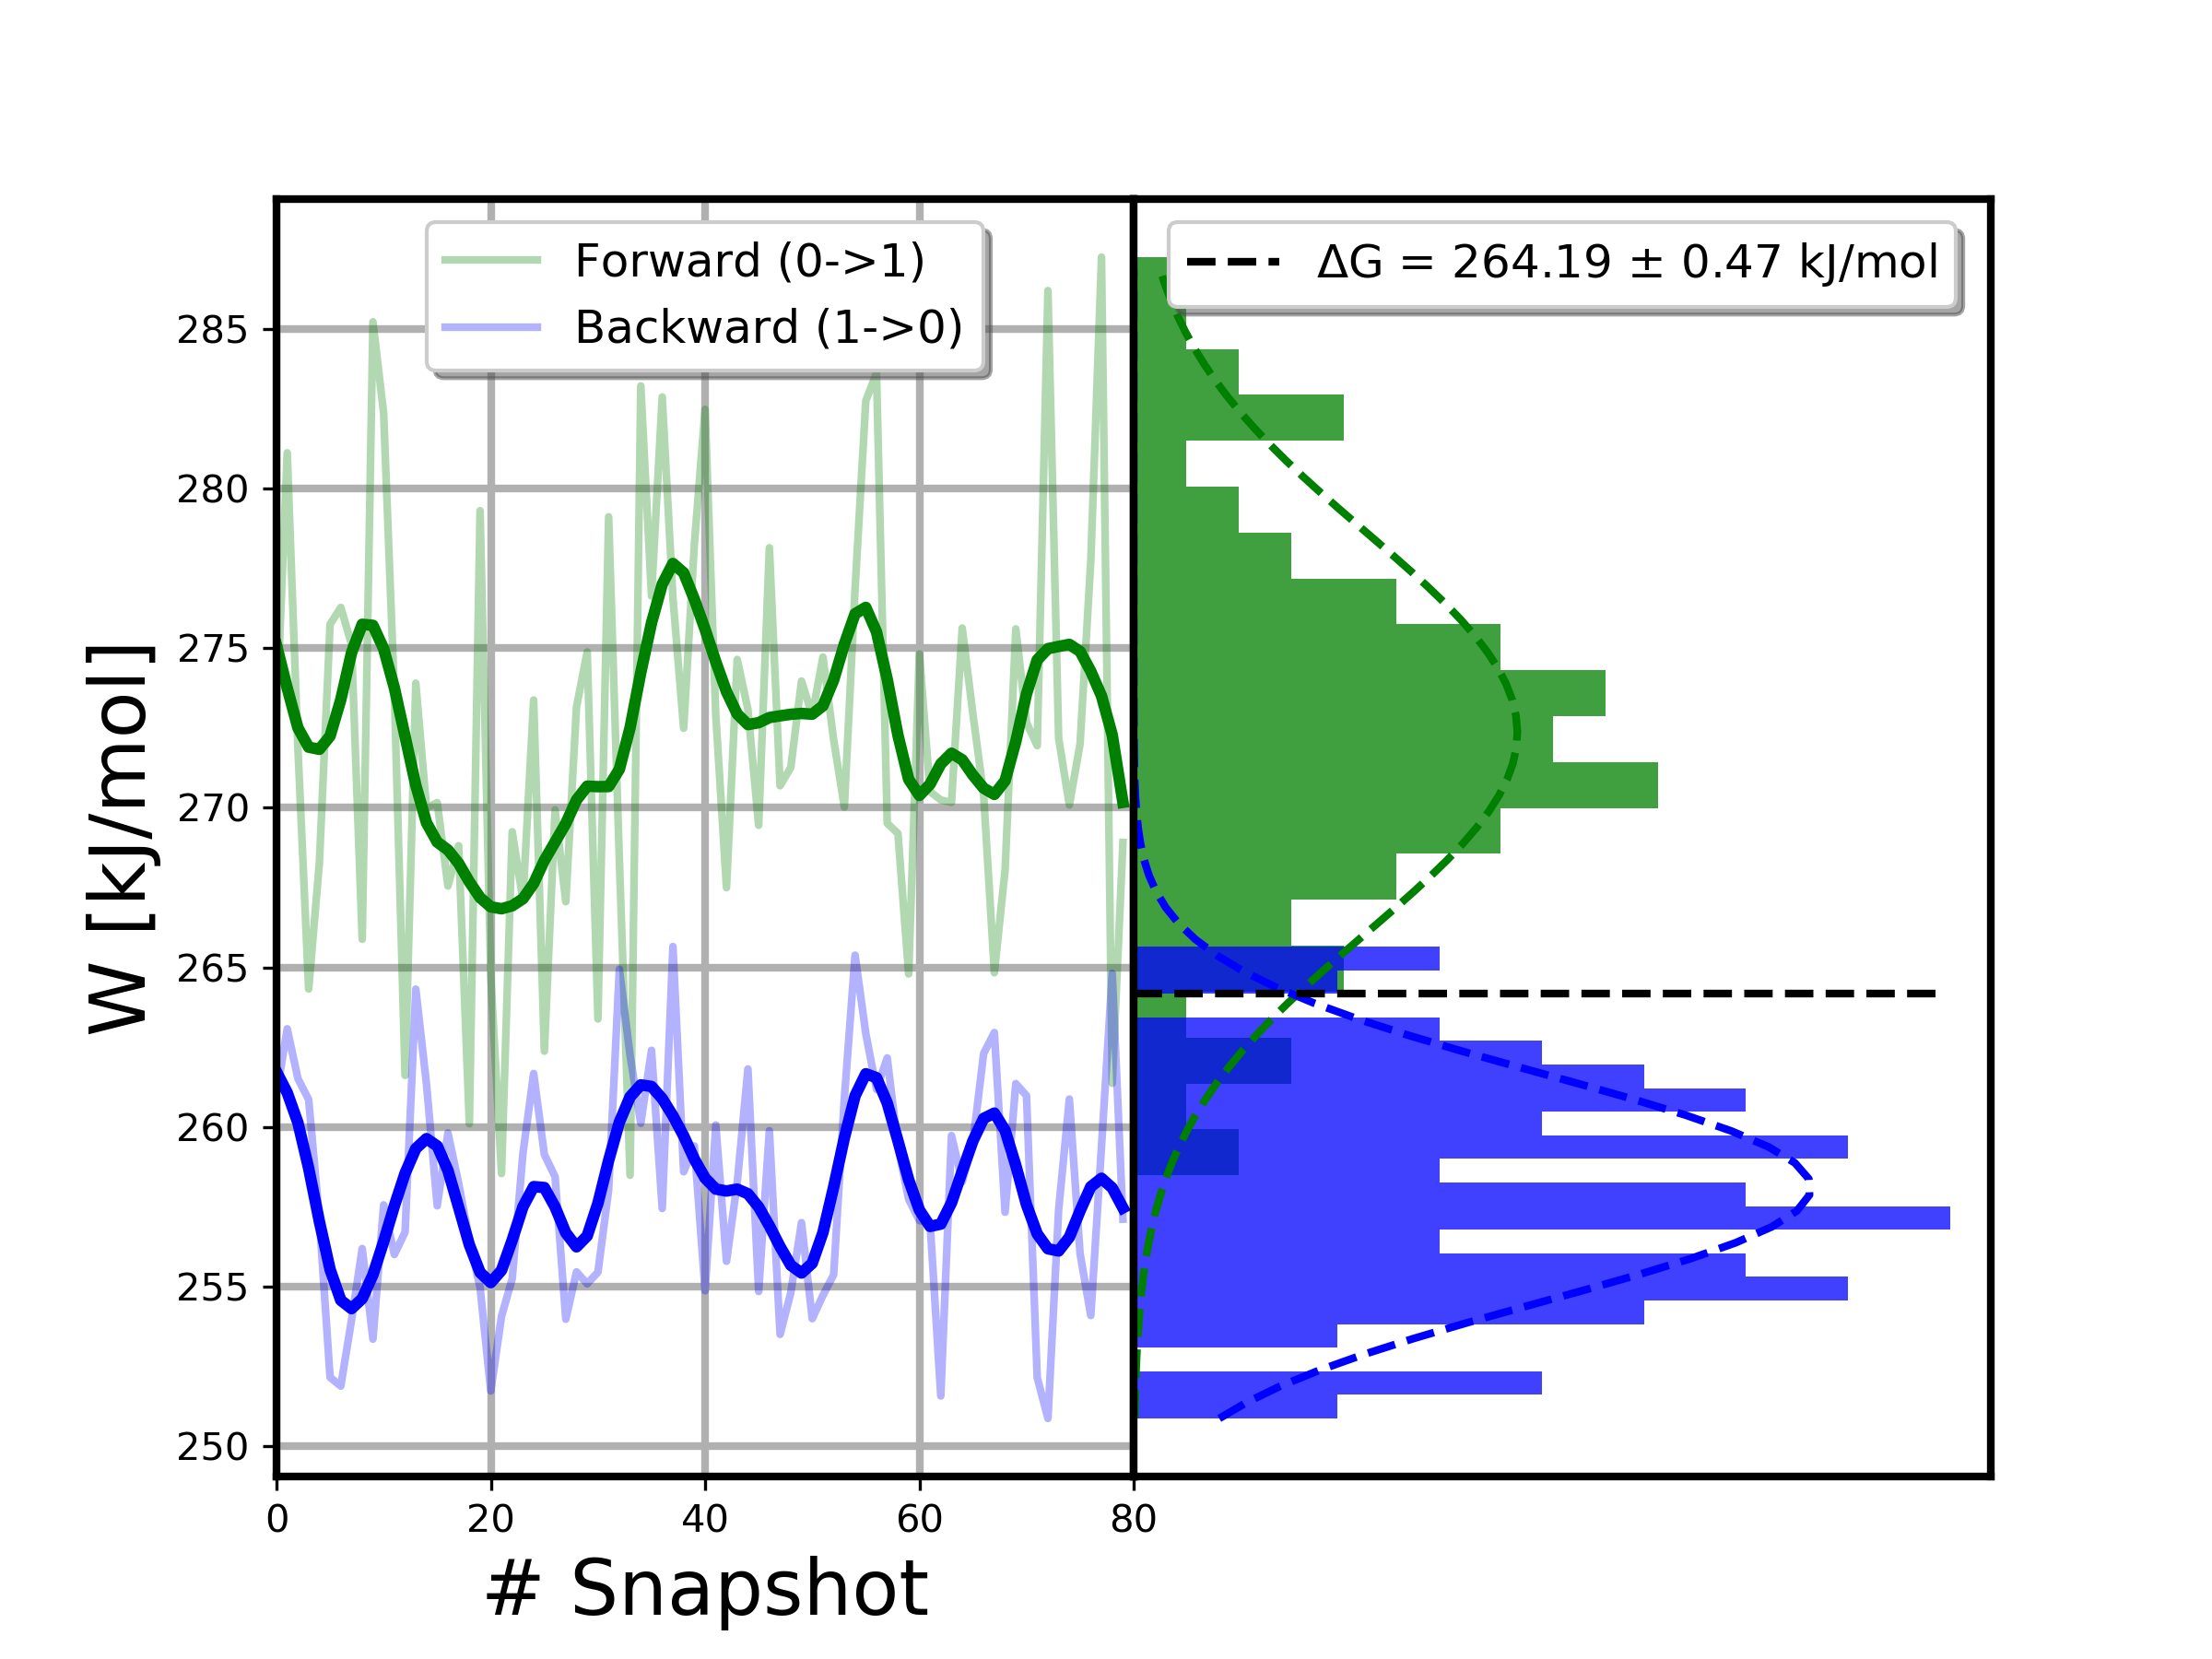 Forward (0->1)
Backward (1->0)
ΔG = 264.19 ± 0.47 kJ/mol
W [kJ/mol]
285
280
275
270
265
260
255
250
0 20 40 60 80
# Snapshot